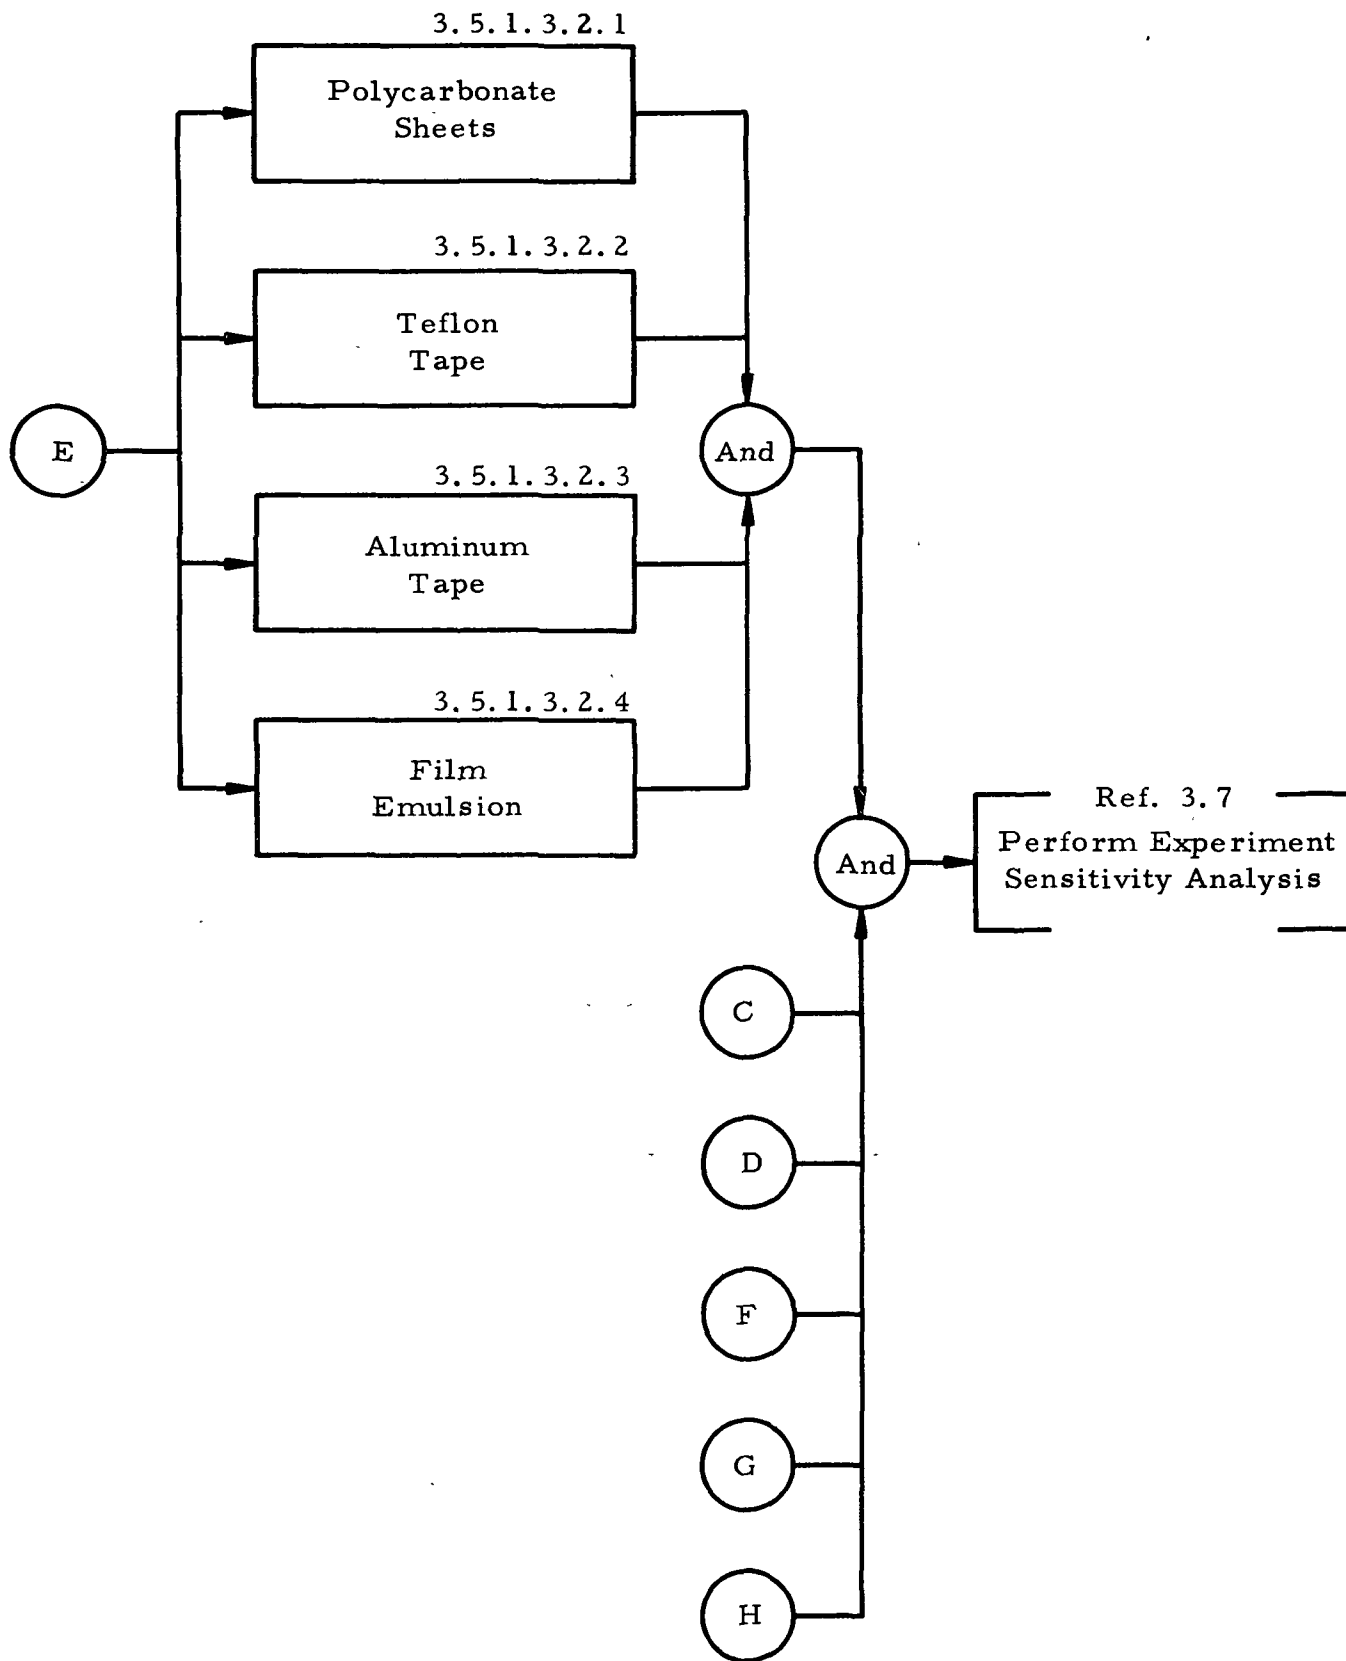 3.5.1.3.2.1
Polycarbonate
Sheets
3.5.1.3.2.2
Teflon
Tape
E
And
3.5.1.3.2.3
Aluminum
Tape
3.5.1.3.2.4
Film
Emulsion
Ref. 3.7
And
Perform Experiment
Sensitivity Analysis
C
D
F
G
H